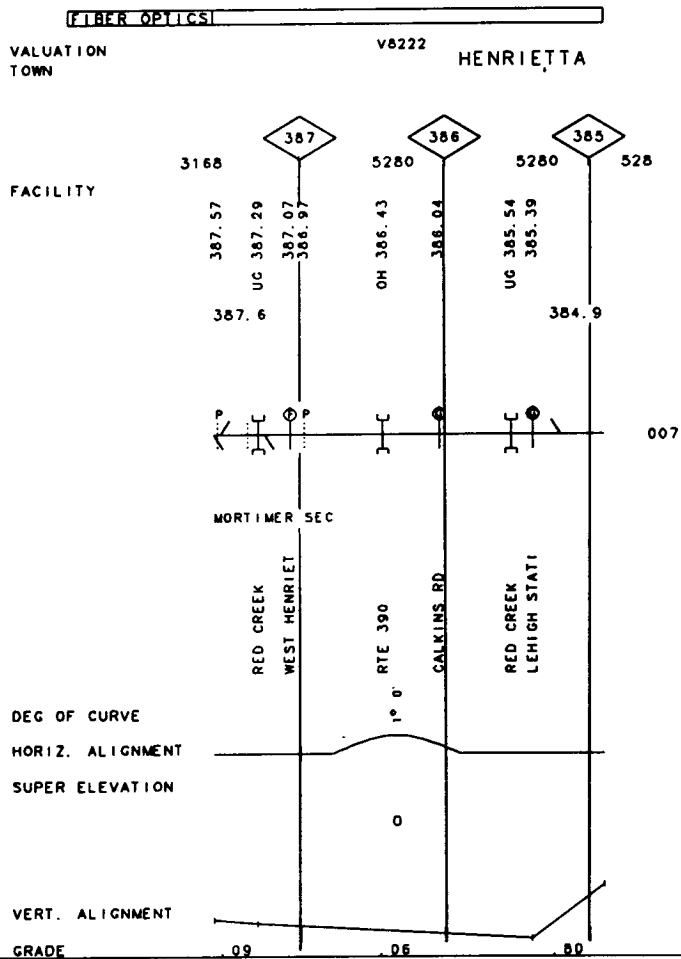 FIBER OPTICS
VALUATION V8222
TOWN HENRIETTA
387 386 385
3168 5280 5280 528
FACILITY
387.57
UG 387.29
387.07
386.97
OH 386.43
386.04
UG 385.54
385.39
387.6 384.9
P F P G G
007
MORTIMER SEC
RED CREEK
WEST HENRIET
RTE 390
CALKINS RD
RED CREEK
LEHIGH STATI
DEG OF CURVE 1° 0'
HORIZ. ALIGNMENT
SUPER ELEVATION
0
VERT. ALIGNMENT
GRADE .09 .06 .80